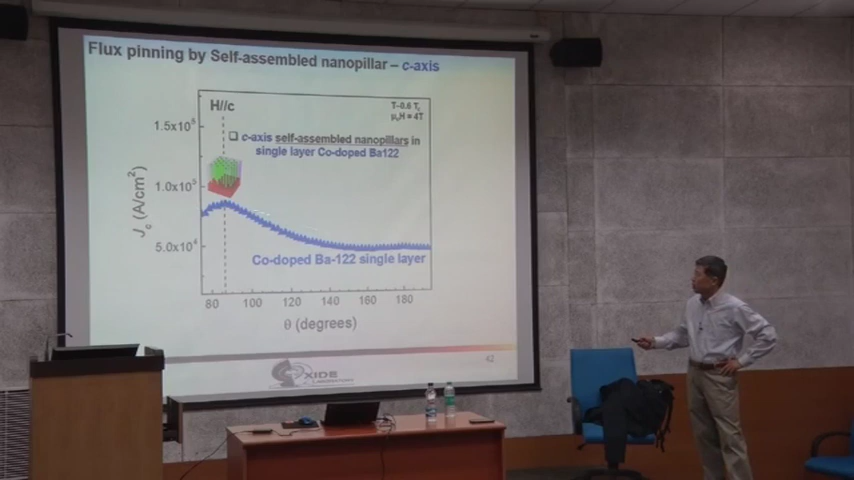 Flux pinning by Self-assembled nanopillar – c-axis
H//c
T~0.6 Tc
μ₀H = 4T
❑ c-axis self-assembled nanopillars in
single layer Co-doped Ba122
1.5x10⁵
1.0x10⁵
5.0x10⁴
Jc (A/cm²)
Co-doped Ba-122 single layer
80 100 120 140 160 180
θ (degrees)
42
OXIDE
LABORATORY